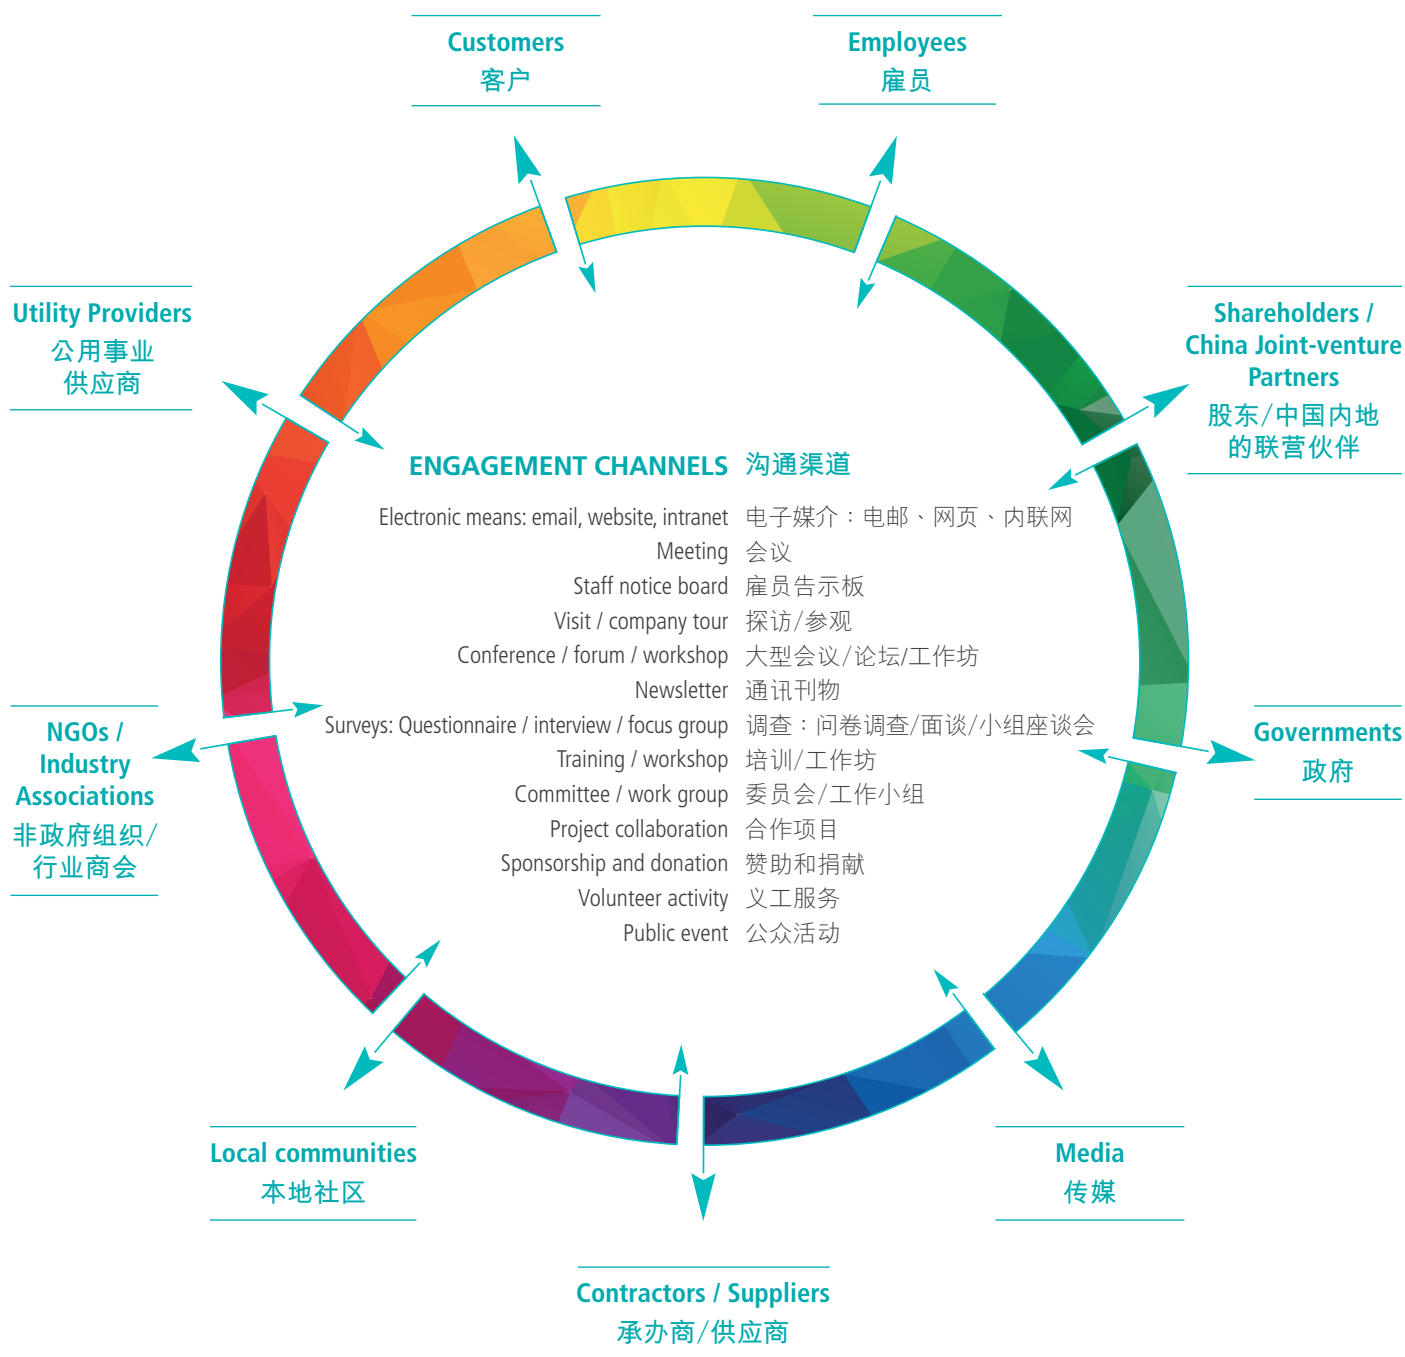 Customers
客户
Employees
雇员
Utility Providers
公用事业
供应商
Shareholders /
China Joint-venture
Partners
股东/中国内地
的联营伙伴
ENGAGEMENT CHANNELS 沟通渠道
Electronic means: email, website, intranet 电子媒介：电邮、网页、内联网
Meeting 会议
Staff notice board 雇员告示板
Visit / company tour 探访/参观
Conference / forum / workshop 大型会议/论坛/工作坊
Newsletter 通讯刊物
Surveys: Questionnaire / interview / focus group 调查：问卷调查/面谈/小组座谈会
Training / workshop 培训/工作坊
Committee / work group 委员会/工作小组
Project collaboration 合作项目
Sponsorship and donation 赞助和捐献
Volunteer activity 义工服务
Public event 公众活动
NGOs /
Industry
Associations
非政府组织/
行业商会
Governments
政府
Local communities
本地社区
Media
传媒
Contractors / Suppliers
承办商/供应商